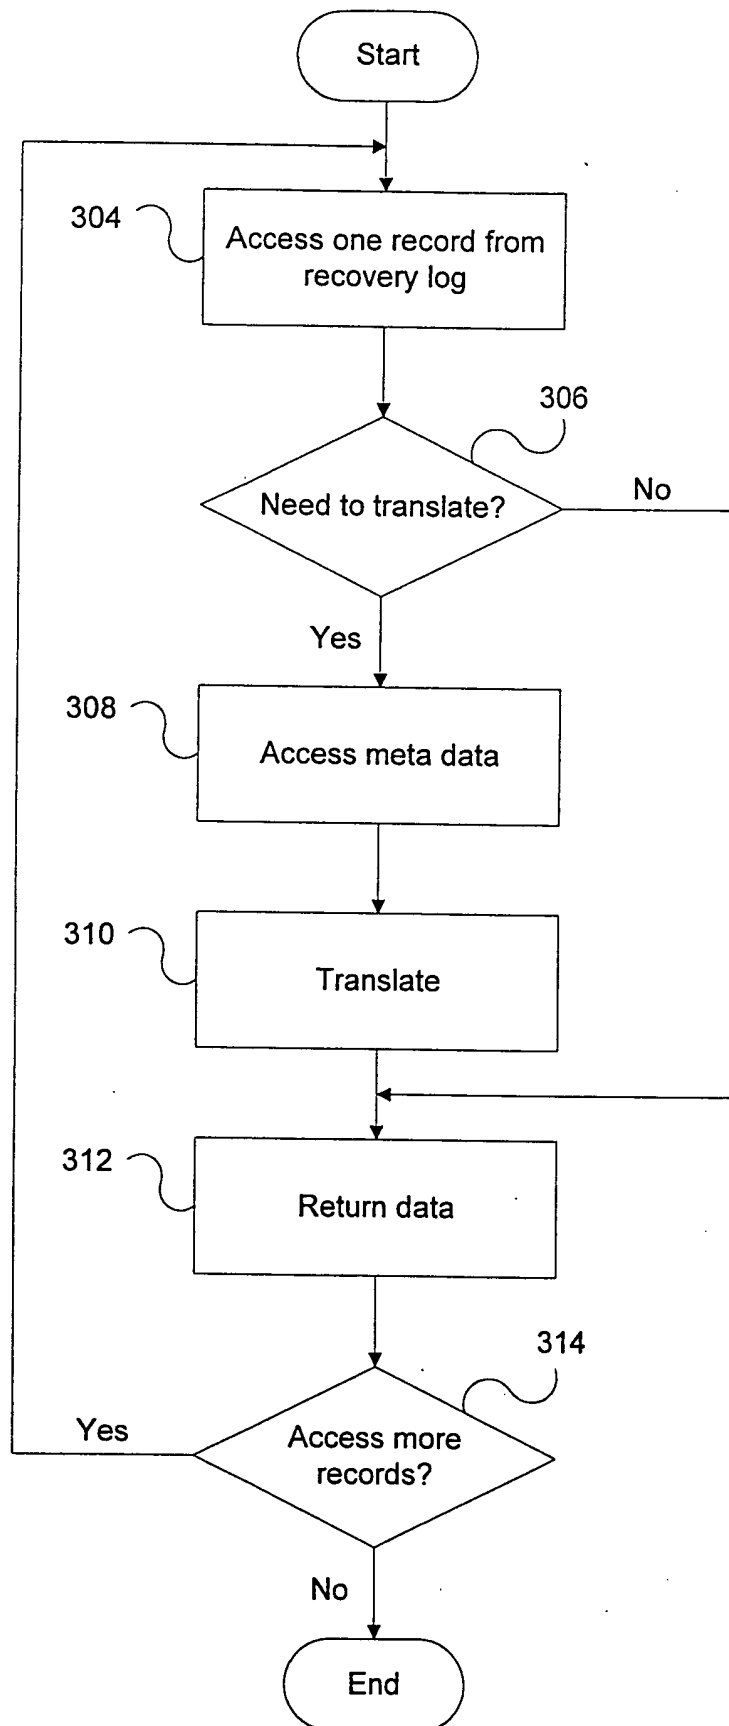 Start
304
Access one record from
recovery log
306
Need to translate?
No
Yes
308
Access meta data
310
Translate
312
Return data
314
Access more
records?
Yes
No
End